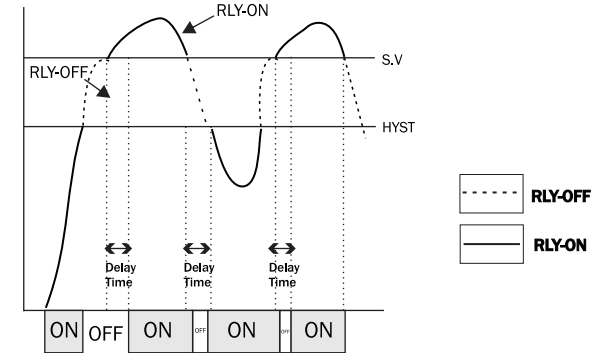 RLY-ON
S.V
RLY-OFF
HYST
RLY-OFF
RLY-ON
Delay Time
Delay Time
Delay Time
ON OFF ON OFF ON OFF ON